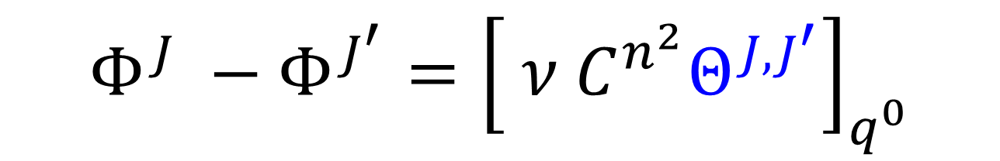 Φ^J − Φ^{J′} = [ ν C^{n^2} Θ^{J,J′} ]_{q^0}